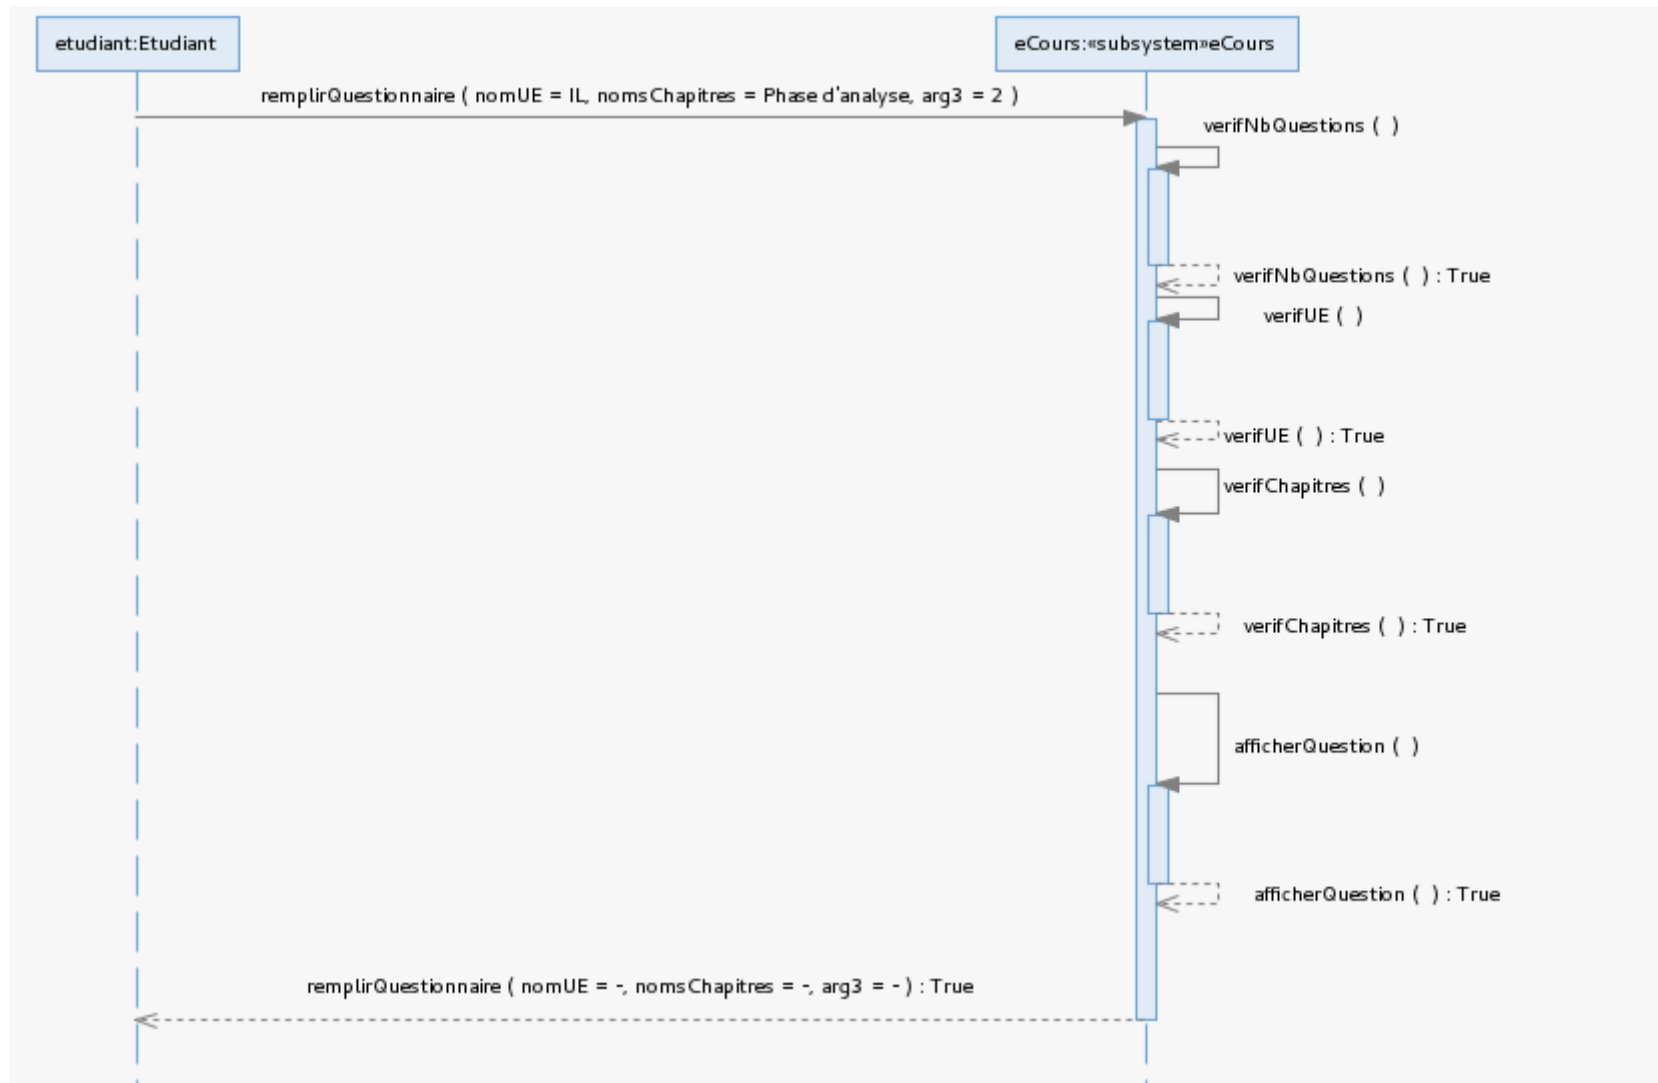 etudiant:Etudiant
eCours:«subsystem»eCours
remplirQuestionnaire ( nomUE = IL, nomsChapitres = Phase d'analyse, arg3 = 2 )
verifNbQuestions ( )
verifNbQuestions ( ) : True
verifUE ( )
verifUE ( ) : True
verifChapitres ( )
verifChapitres ( ) : True
afficherQuestion ( )
afficherQuestion ( ) : True
remplirQuestionnaire ( nomUE = -, nomsChapitres = -, arg3 = - ) : True